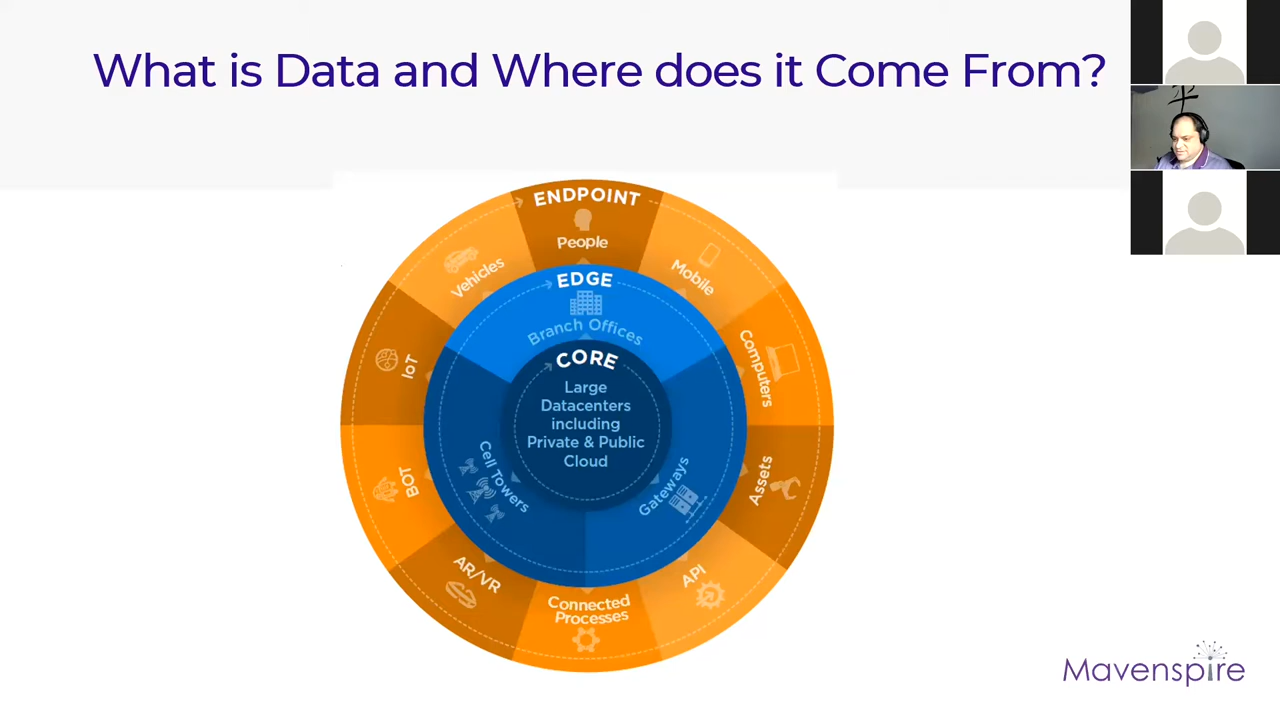 What is Data and Where does it Come From?
ENDPOINT
People
Mobile
Computers
Assets
API
Connected
Processes
AR/VR
BOT
IoT
Vehicles
EDGE
Branch Offices
Gateways
Cell Towers
CORE
Large
Datacenters
including
Private & Public
Cloud
Mavenspire